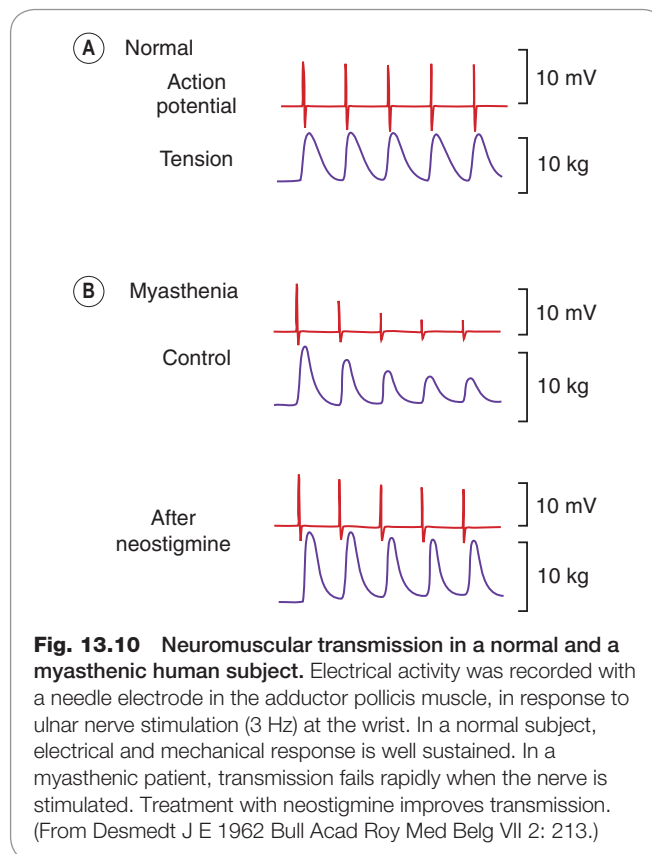 A Normal
Action
potential
10 mV
Tension
10 kg
B Myasthenia
10 mV
Control
10 kg
10 mV
After
neostigmine
10 kg
Fig. 13.10 Neuromuscular transmission in a normal and a
myasthenic human subject. Electrical activity was recorded with
a needle electrode in the adductor pollicis muscle, in response to
ulnar nerve stimulation (3 Hz) at the wrist. In a normal subject,
electrical and mechanical response is well sustained. In a
myasthenic patient, transmission fails rapidly when the nerve is
stimulated. Treatment with neostigmine improves transmission.
(From Desmedt J E 1962 Bull Acad Roy Med Belg VII 2: 213.)